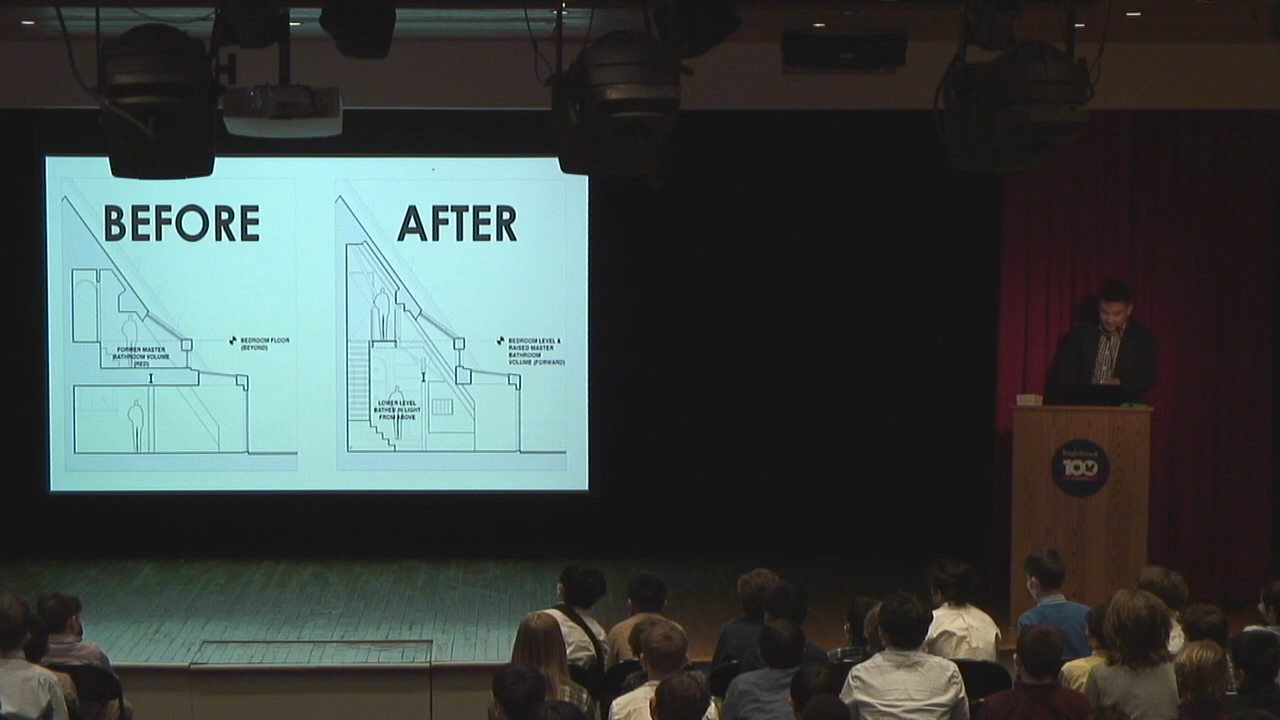 BEFORE
AFTER
FORMER MASTER
BATHROOM VOLUME
(RED)
BEDROOM FLOOR
(BEYOND)
BEDROOM LEVEL &
RAISED MASTER
BATHROOM
VOLUME (FORWARD)
LOWER LEVEL
BATHED IN LIGHT
FROM ABOVE
100